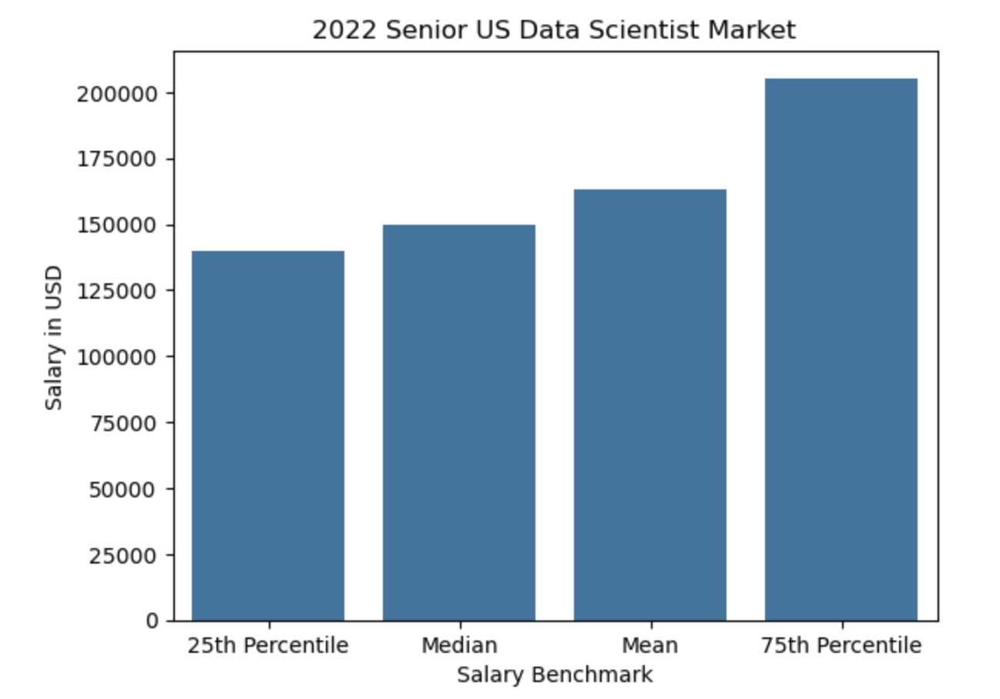 2022 Senior US Data Scientist Market
Salary in USD
200000
175000
150000
125000
100000
75000
50000
25000
0
25th Percentile Median Mean 75th Percentile
Salary Benchmark